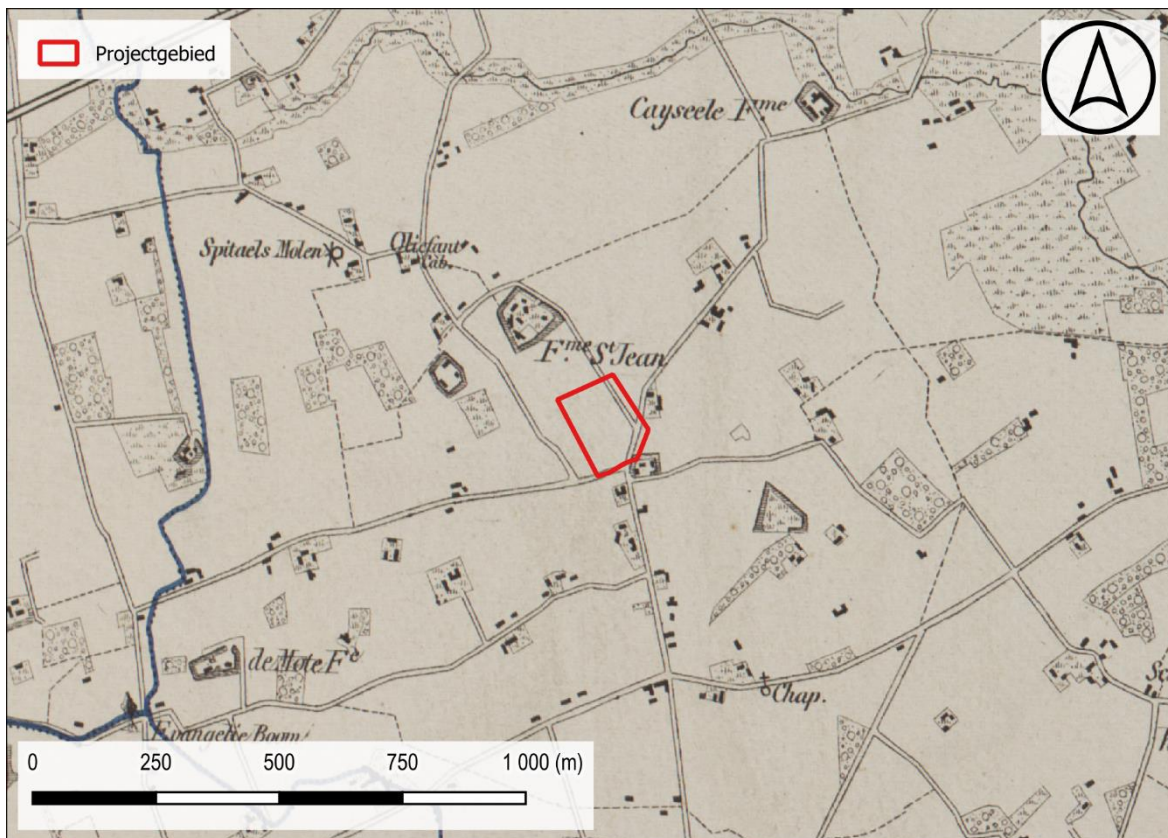 Projectgebied
Cayseele F.me
Spitaels Molen
Oliefant
Cab.
F.me St Jean
de Mote F.e
Chap.
Evangelie Boom
0 250 500 750 1 000 (m)